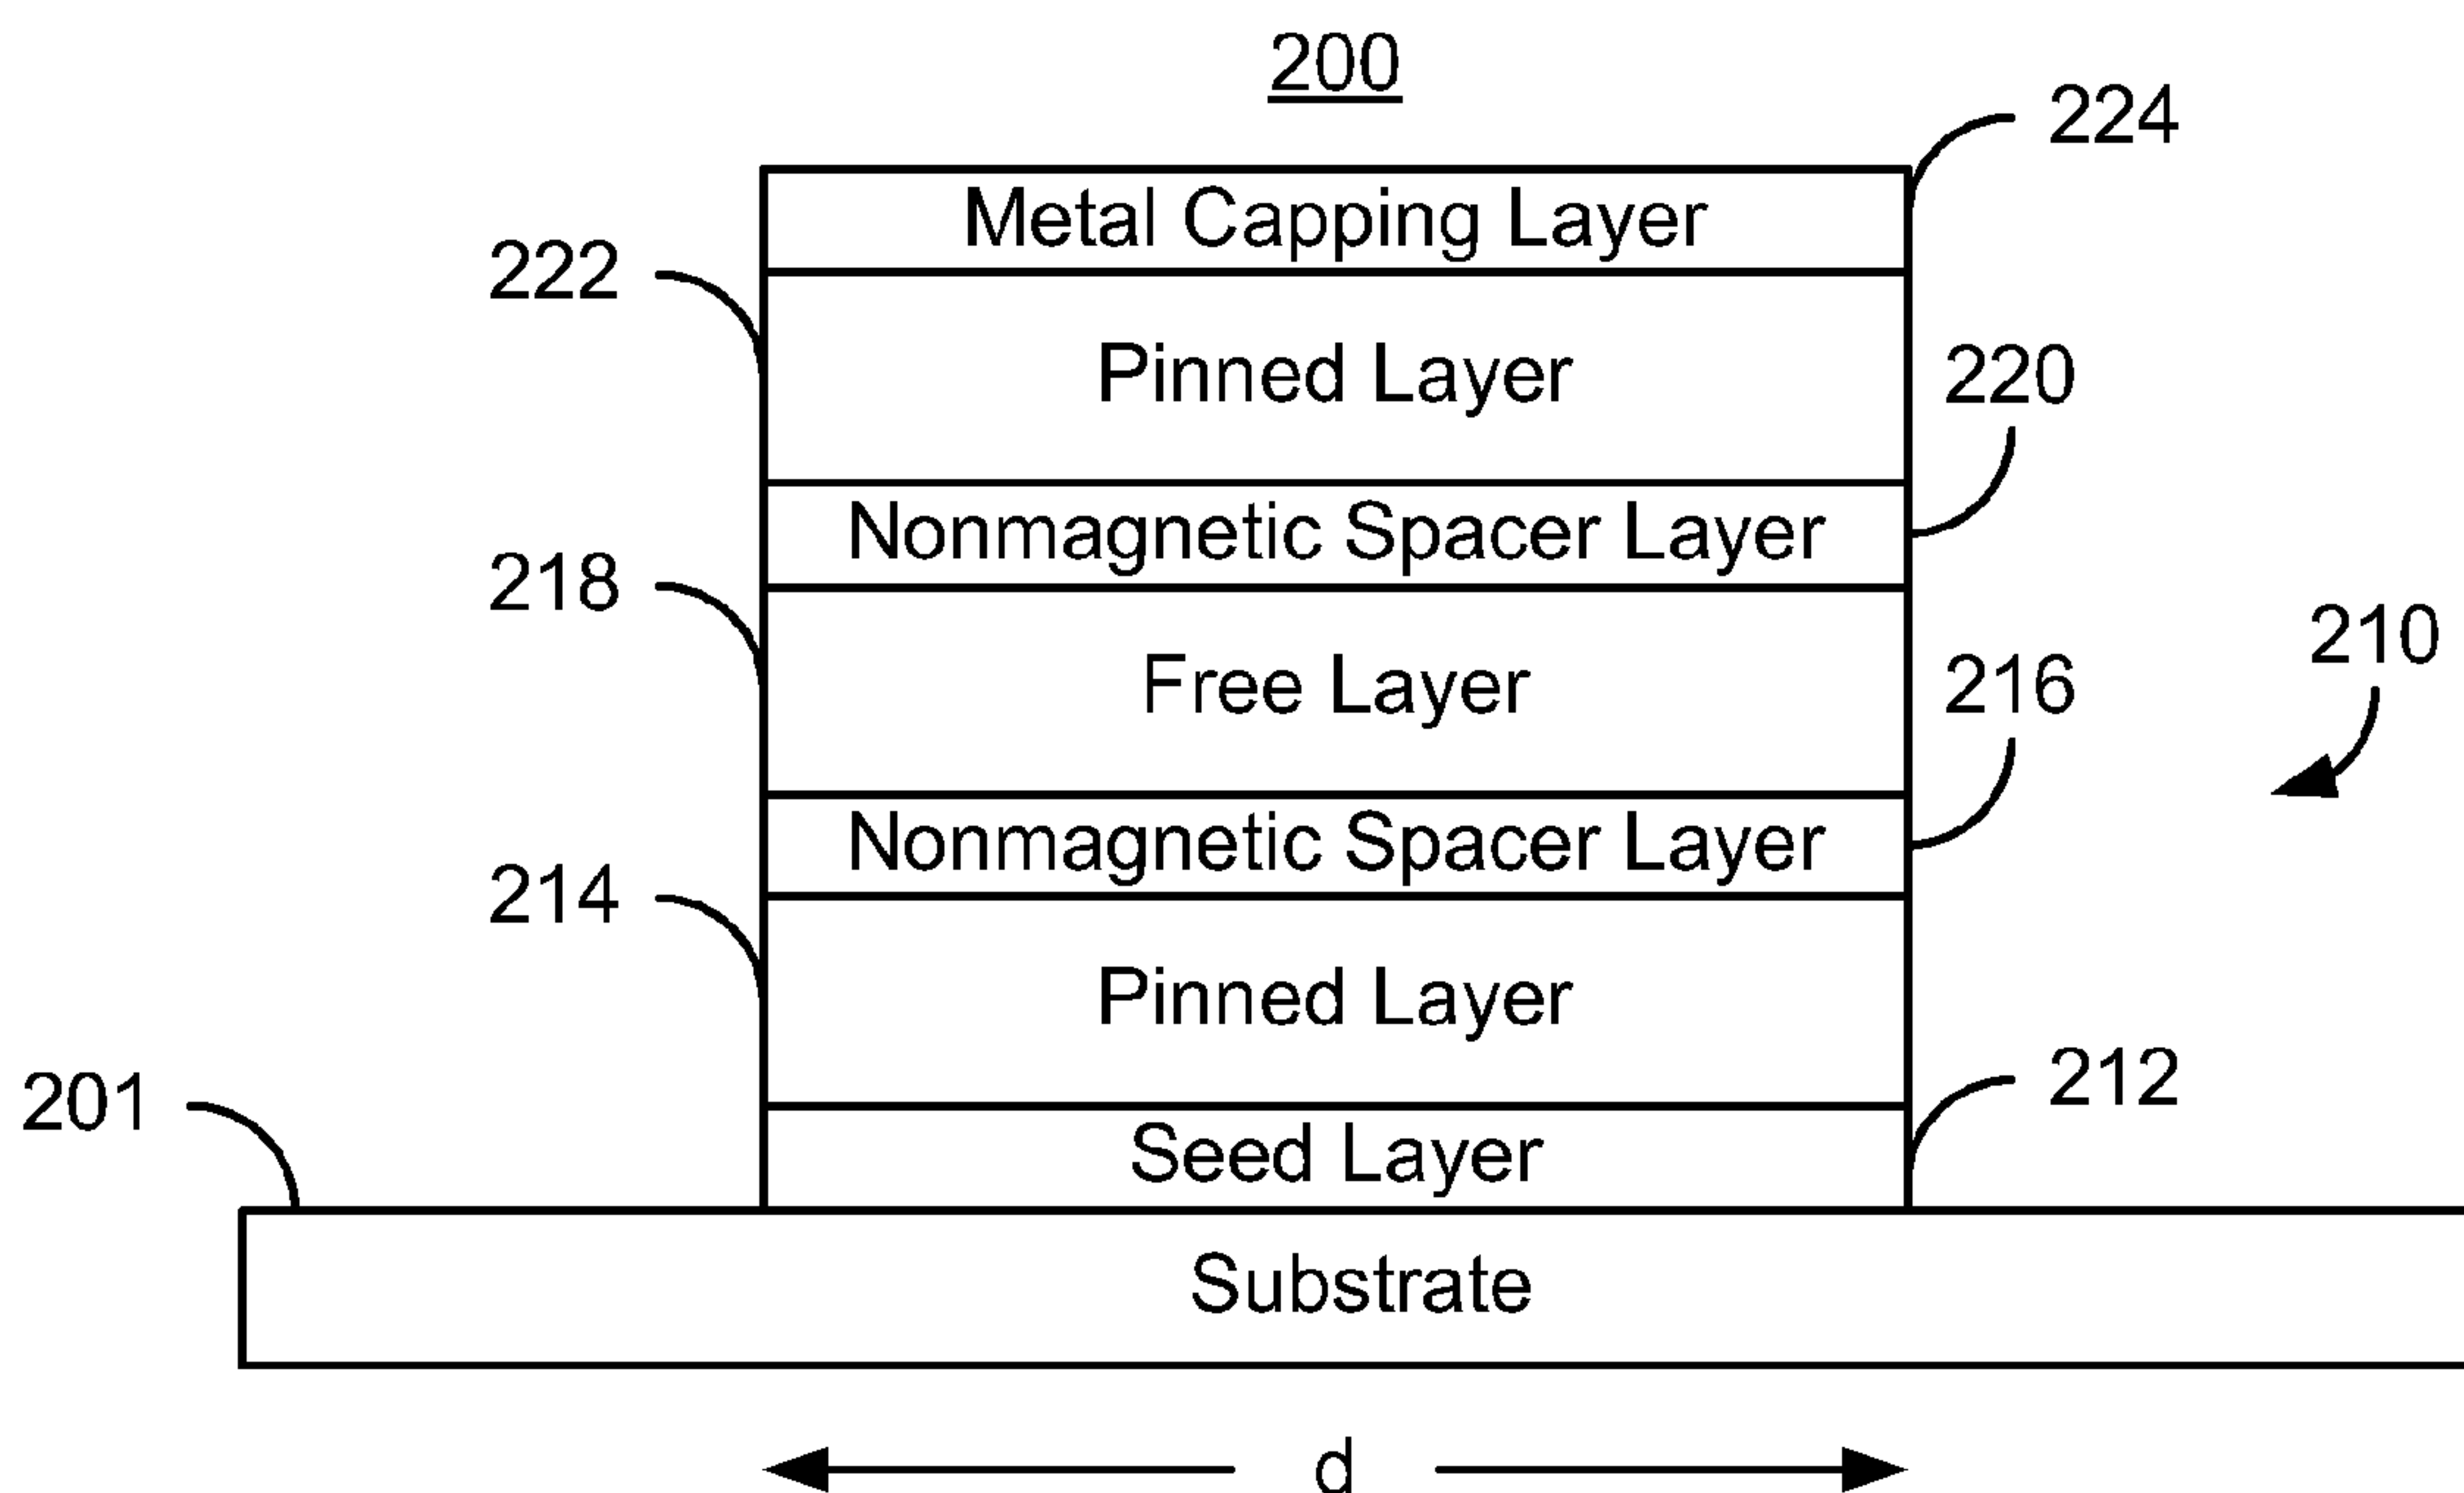 200
224
Metal Capping Layer
222
Pinned Layer
220
Nonmagnetic Spacer Layer
218
210
Free Layer
216
Nonmagnetic Spacer Layer
214
Pinned Layer
212
201
Seed Layer
Substrate
d